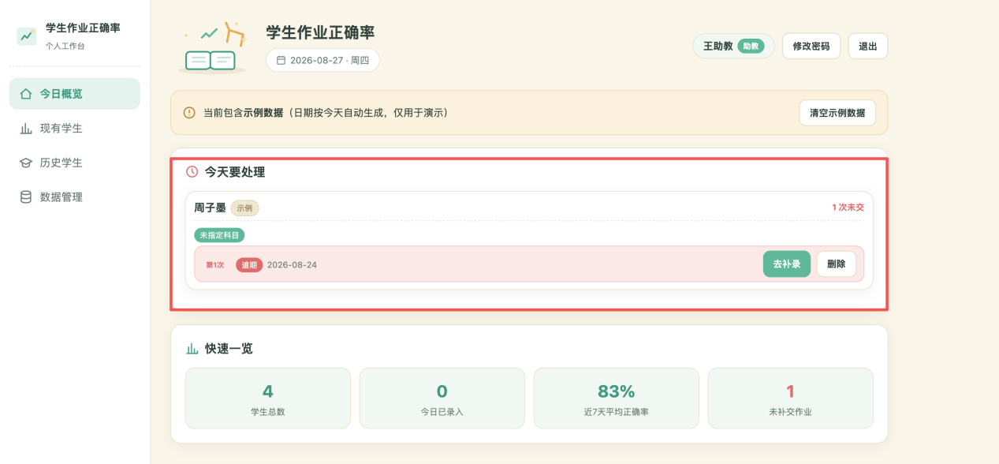 学生作业正确率
个人工作台
今日概览
现有学生
历史学生
数据管理
学生作业正确率
2026-08-27 · 周四
王助教 助教
修改密码
退出
当前包含示例数据（日期按今天自动生成，仅用于演示）
清空示例数据
今天要处理
周子墨 示例
1 次未交
未指定科目
第1次 逾期 2026-08-24
去补录
删除
快速一览
4
学生总数
0
今日已录入
83%
近7天平均正确率
1
未补交作业